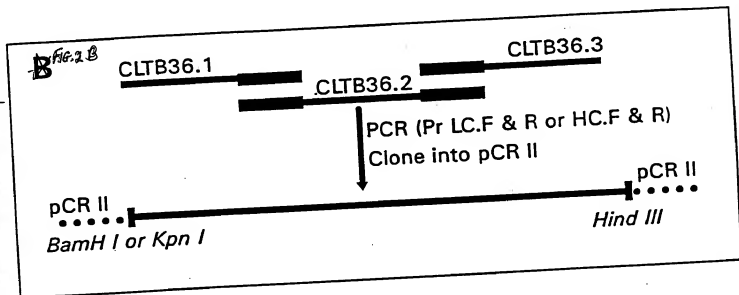 B FIG. 2 B
CLTB36.1
CLTB36.3
CLTB36.2
PCR (Pr LC.F & R or HC.F & R)
Clone into pCR II
pCR II
pCR II
BamH I or Kpn I
Hind III